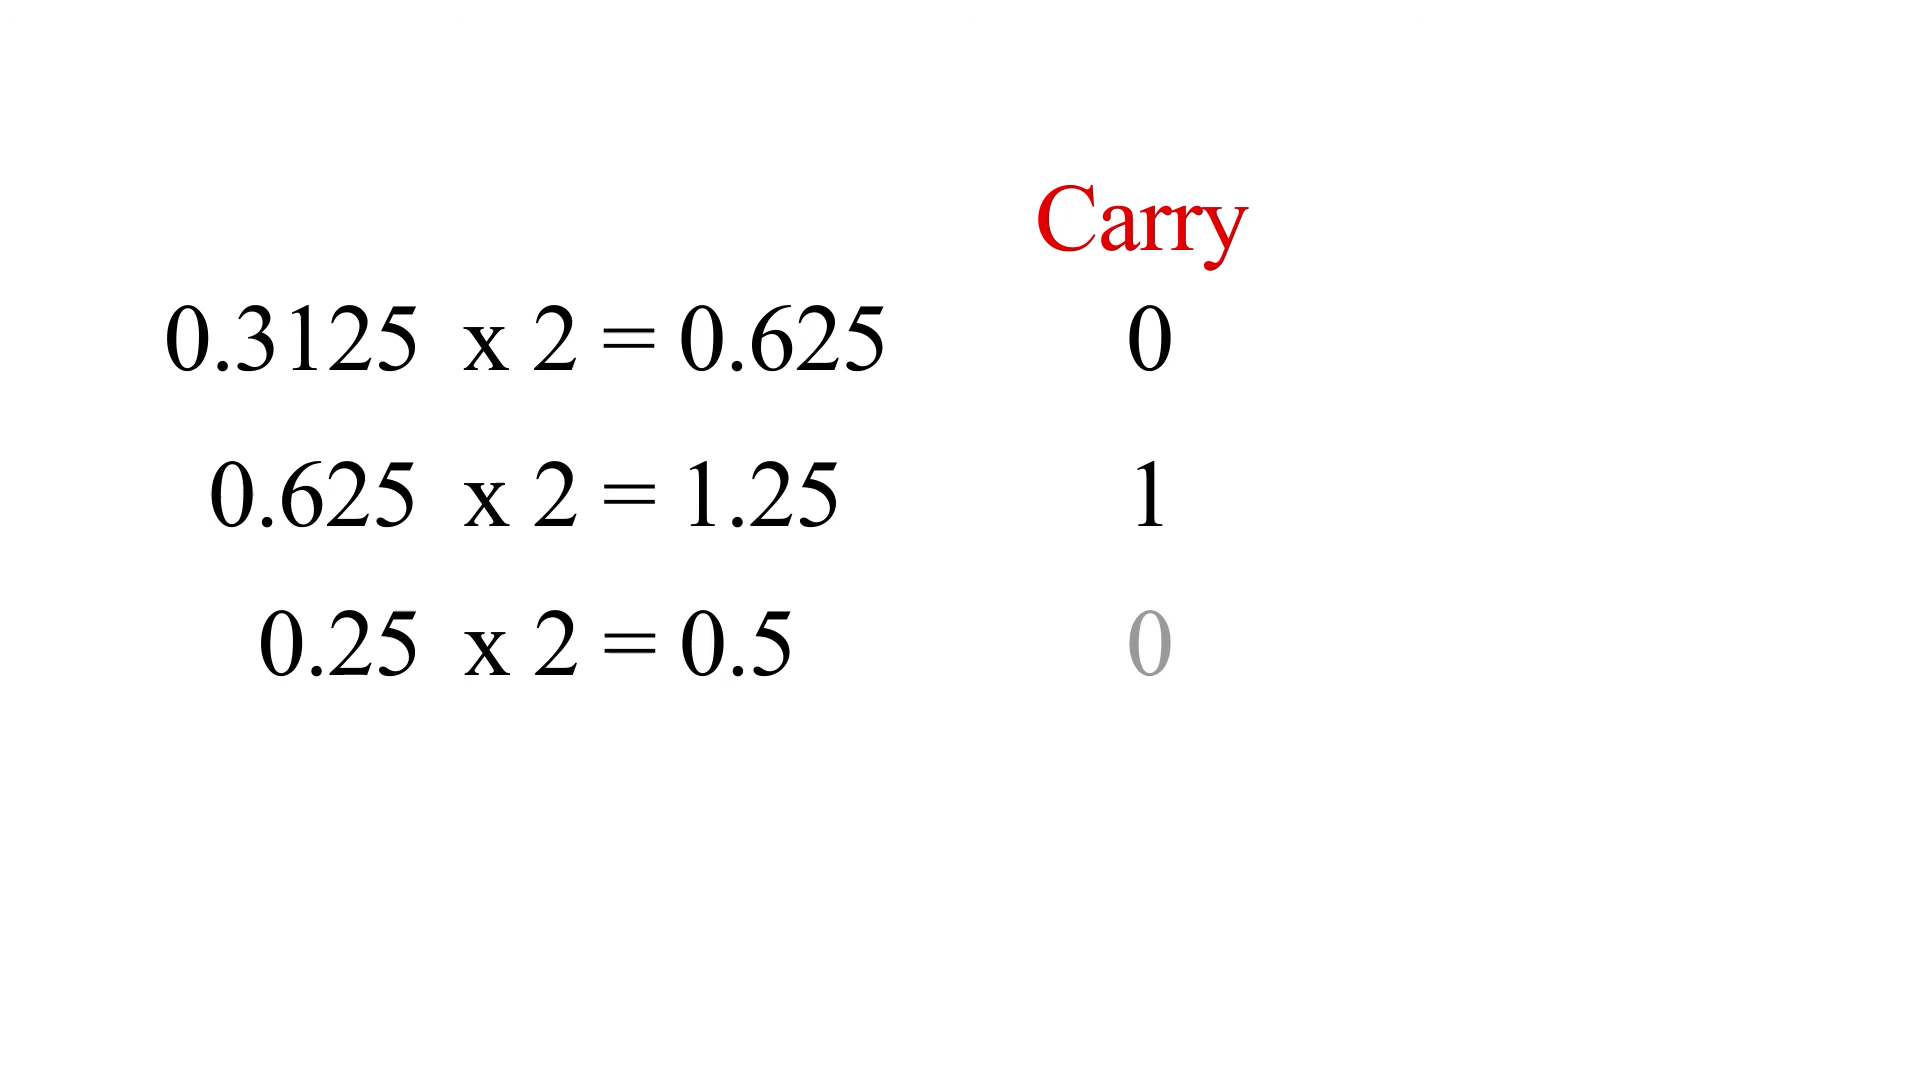 Carry
0.3125 x 2 = 0.625 0
0.625 x 2 = 1.25 1
0.25 x 2 = 0.5 0